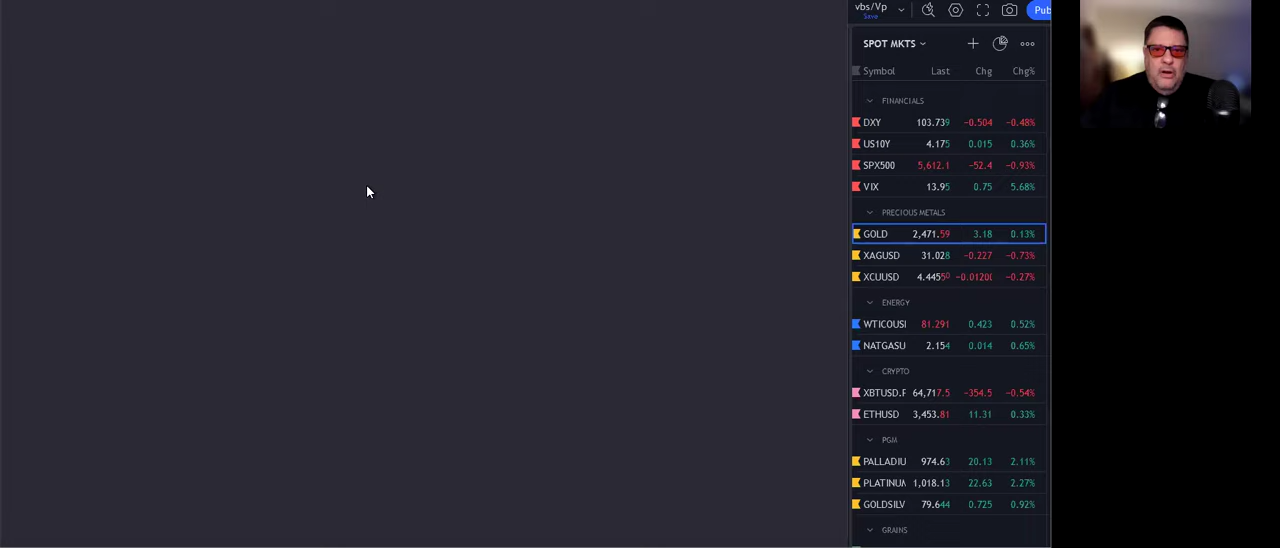 vbs/Vp
Save
Pub
SPOT MKTS
Symbol Last Chg Chg%
FINANCIALS
DXY 103.739 −0.504 −0.48%
US10Y 4.175 0.015 0.36%
SPX500 5,612.1 −52.4 −0.93%
VIX 13.95 0.75 5.68%
PRECIOUS METALS
GOLD 2,471.59 3.18 0.13%
XAGUSD 31.028 −0.227 −0.73%
XCUUSD 4.44550 −0.0120( −0.27%
ENERGY
WTICOUSI 81.291 0.423 0.52%
NATGASU 2.154 0.014 0.65%
CRYPTO
XBTUSD.F 64,717.5 −354.5 −0.54%
ETHUSD 3,453.81 11.31 0.33%
PGM
PALLADIU 974.63 20.13 2.11%
PLATINUM 1,018.13 22.63 2.27%
GOLDSILV 79.644 0.725 0.92%
GRAINS